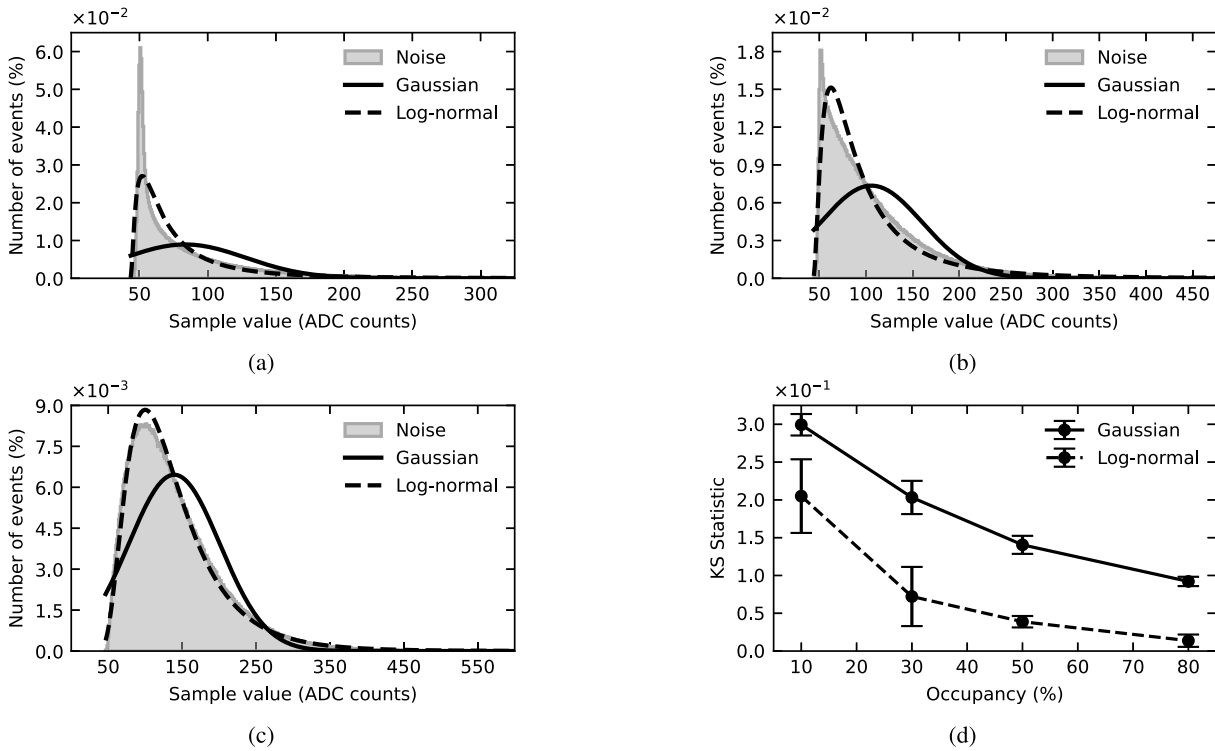 ×10⁻²
6.0
5.0
4.0
3.0
2.0
1.0
0.0
Number of events (%)
Noise
Gaussian
Log-normal
50 100 150 200 250 300
Sample value (ADC counts)
(a)
×10⁻²
1.8
1.5
1.2
0.9
0.6
0.3
0.0
Number of events (%)
Noise
Gaussian
Log-normal
50 100 150 200 250 300 350 400 450
Sample value (ADC counts)
(b)
×10⁻³
9.0
7.5
6.0
4.5
3.0
1.5
0.0
Number of events (%)
Noise
Gaussian
Log-normal
50 150 250 350 450 550
Sample value (ADC counts)
(c)
×10⁻¹
3.0
2.5
2.0
1.5
1.0
0.5
0.0
KS Statistic
Gaussian
Log-normal
10 20 30 40 50 60 70 80
Occupancy (%)
(d)